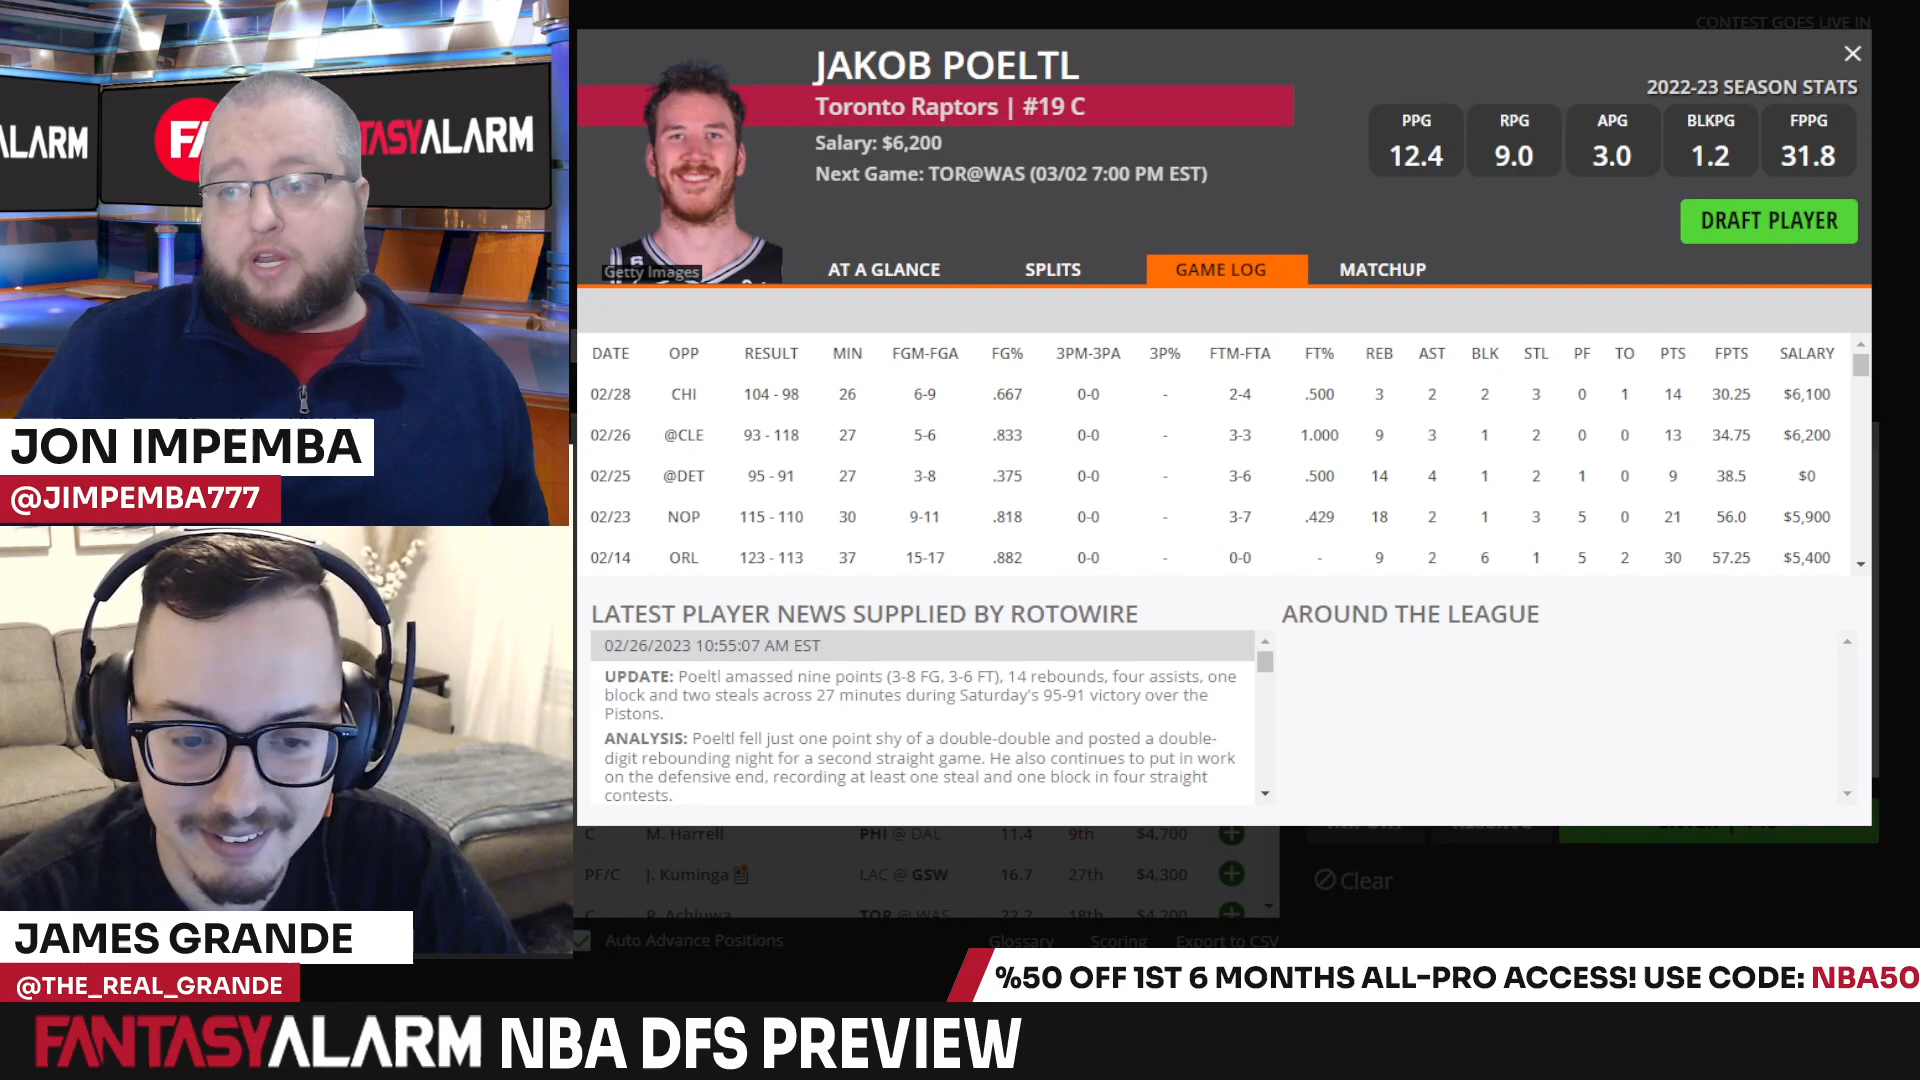 CONTEST GOES LIVE IN
JAKOB POELTL
Toronto Raptors | #19 C
Salary: $6,200
Next Game: TOR@WAS (03/02 7:00 PM EST)
2022-23 SEASON STATS
PPG RPG APG BLKPG FPPG
12.4 9.0 3.0 1.2 31.8
DRAFT PLAYER
Getty Images
AT A GLANCE SPLITS GAME LOG MATCHUP
DATE OPP RESULT MIN FGM-FGA FG% 3PM-3PA 3P% FTM-FTA FT% REB AST BLK STL PF TO PTS FPTS SALARY
02/28 CHI 104 - 98 26 6-9 .667 0-0 - 2-4 .500 3 2 2 3 0 1 14 30.25 $6,100
02/26 @CLE 93 - 118 27 5-6 .833 0-0 - 3-3 1.000 9 3 1 2 0 0 13 34.75 $6,200
02/25 @DET 95 - 91 27 3-8 .375 0-0 - 3-6 .500 14 4 1 2 1 0 9 38.5 $0
02/23 NOP 115 - 110 30 9-11 .818 0-0 - 3-7 .429 18 2 1 3 5 0 21 56.0 $5,900
02/14 ORL 123 - 113 37 15-17 .882 0-0 - 0-0 - 9 2 6 1 5 2 30 57.25 $5,400
LATEST PLAYER NEWS SUPPLIED BY ROTOWIRE
02/26/2023 10:55:07 AM EST
UPDATE: Poeltl amassed nine points (3-8 FG, 3-6 FT), 14 rebounds, four assists, one
block and two steals across 27 minutes during Saturday's 95-91 victory over the
Pistons.
ANALYSIS: Poeltl fell just one point shy of a double-double and posted a double-
digit rebounding night for a second straight game. He also continues to put in work
on the defensive end, recording at least one steal and one block in four straight
contests.
AROUND THE LEAGUE
C M. Harrell PHI @ DAL 11.4 9th $4,700
PF/C J. Kuminga LAC @ GSW 16.7 27th $4,300
C P. Achiuwa TOR @ WAS 22.2 18th $4,200
Clear
Auto Advance Positions
Glossary Scoring Export to CSV
ALARM
FA
TASYALARM
JON IMPEMBA
@JIMPEMBA777
JAMES GRANDE
@THE_REAL_GRANDE
%50 OFF 1ST 6 MONTHS ALL-PRO ACCESS! USE CODE: NBA50
FANTASYALARM NBA DFS PREVIEW